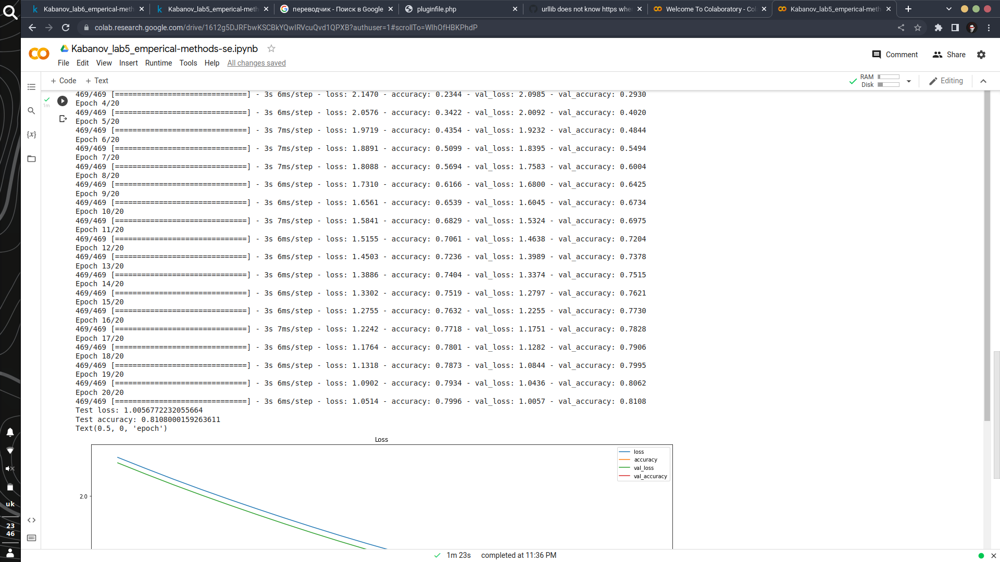 Kabanov_lab6_emperical-meth
Kabanov_lab5_emperical-meth
переводчик - Поиск в Google
pluginfile.php
urllib does not know https whe
Welcome To Colaboratory - Col
Kabanov_lab5_emperical-meth
colab.research.google.com/drive/1612g5DJRFbwKSCBkYQwIRVcuQvd1QPXB?authuser=1#scrollTo=WlhOfHBKPhdP
Kabanov_lab5_emperical-methods-se.ipynb
Comment
Share
File Edit View Insert Runtime Tools Help All changes saved
+ Code + Text
RAM
Disk
Editing
1m
469/469 [==============================] - 3s 6ms/step - loss: 2.1470 - accuracy: 0.2344 - val_loss: 2.0985 - val_accuracy: 0.2930
Epoch 4/20
469/469 [==============================] - 3s 6ms/step - loss: 2.0576 - accuracy: 0.3422 - val_loss: 2.0092 - val_accuracy: 0.4020
Epoch 5/20
469/469 [==============================] - 3s 7ms/step - loss: 1.9719 - accuracy: 0.4354 - val_loss: 1.9232 - val_accuracy: 0.4844
Epoch 6/20
469/469 [==============================] - 3s 7ms/step - loss: 1.8891 - accuracy: 0.5099 - val_loss: 1.8395 - val_accuracy: 0.5494
Epoch 7/20
469/469 [==============================] - 3s 7ms/step - loss: 1.8088 - accuracy: 0.5694 - val_loss: 1.7583 - val_accuracy: 0.6004
Epoch 8/20
469/469 [==============================] - 3s 6ms/step - loss: 1.7310 - accuracy: 0.6166 - val_loss: 1.6800 - val_accuracy: 0.6425
Epoch 9/20
469/469 [==============================] - 3s 6ms/step - loss: 1.6561 - accuracy: 0.6539 - val_loss: 1.6045 - val_accuracy: 0.6734
Epoch 10/20
469/469 [==============================] - 3s 7ms/step - loss: 1.5841 - accuracy: 0.6829 - val_loss: 1.5324 - val_accuracy: 0.6975
Epoch 11/20
469/469 [==============================] - 3s 6ms/step - loss: 1.5155 - accuracy: 0.7061 - val_loss: 1.4638 - val_accuracy: 0.7204
Epoch 12/20
469/469 [==============================] - 3s 6ms/step - loss: 1.4503 - accuracy: 0.7236 - val_loss: 1.3989 - val_accuracy: 0.7378
Epoch 13/20
469/469 [==============================] - 3s 6ms/step - loss: 1.3886 - accuracy: 0.7404 - val_loss: 1.3374 - val_accuracy: 0.7515
Epoch 14/20
469/469 [==============================] - 3s 6ms/step - loss: 1.3302 - accuracy: 0.7519 - val_loss: 1.2797 - val_accuracy: 0.7621
Epoch 15/20
469/469 [==============================] - 3s 6ms/step - loss: 1.2755 - accuracy: 0.7632 - val_loss: 1.2255 - val_accuracy: 0.7730
Epoch 16/20
469/469 [==============================] - 3s 7ms/step - loss: 1.2242 - accuracy: 0.7718 - val_loss: 1.1751 - val_accuracy: 0.7828
Epoch 17/20
469/469 [==============================] - 3s 6ms/step - loss: 1.1764 - accuracy: 0.7801 - val_loss: 1.1282 - val_accuracy: 0.7906
Epoch 18/20
469/469 [==============================] - 3s 6ms/step - loss: 1.1318 - accuracy: 0.7873 - val_loss: 1.0844 - val_accuracy: 0.7995
Epoch 19/20
469/469 [==============================] - 3s 6ms/step - loss: 1.0902 - accuracy: 0.7934 - val_loss: 1.0436 - val_accuracy: 0.8062
Epoch 20/20
469/469 [==============================] - 3s 6ms/step - loss: 1.0514 - accuracy: 0.7996 - val_loss: 1.0057 - val_accuracy: 0.8108
Test loss: 1.0056772232055664
Test accuracy: 0.8108000159263611
Text(0.5, 0, 'epoch')
Loss
loss
accuracy
val_loss
val_accuracy
2.0
uk
23
46
1m 23s completed at 11:36 PM